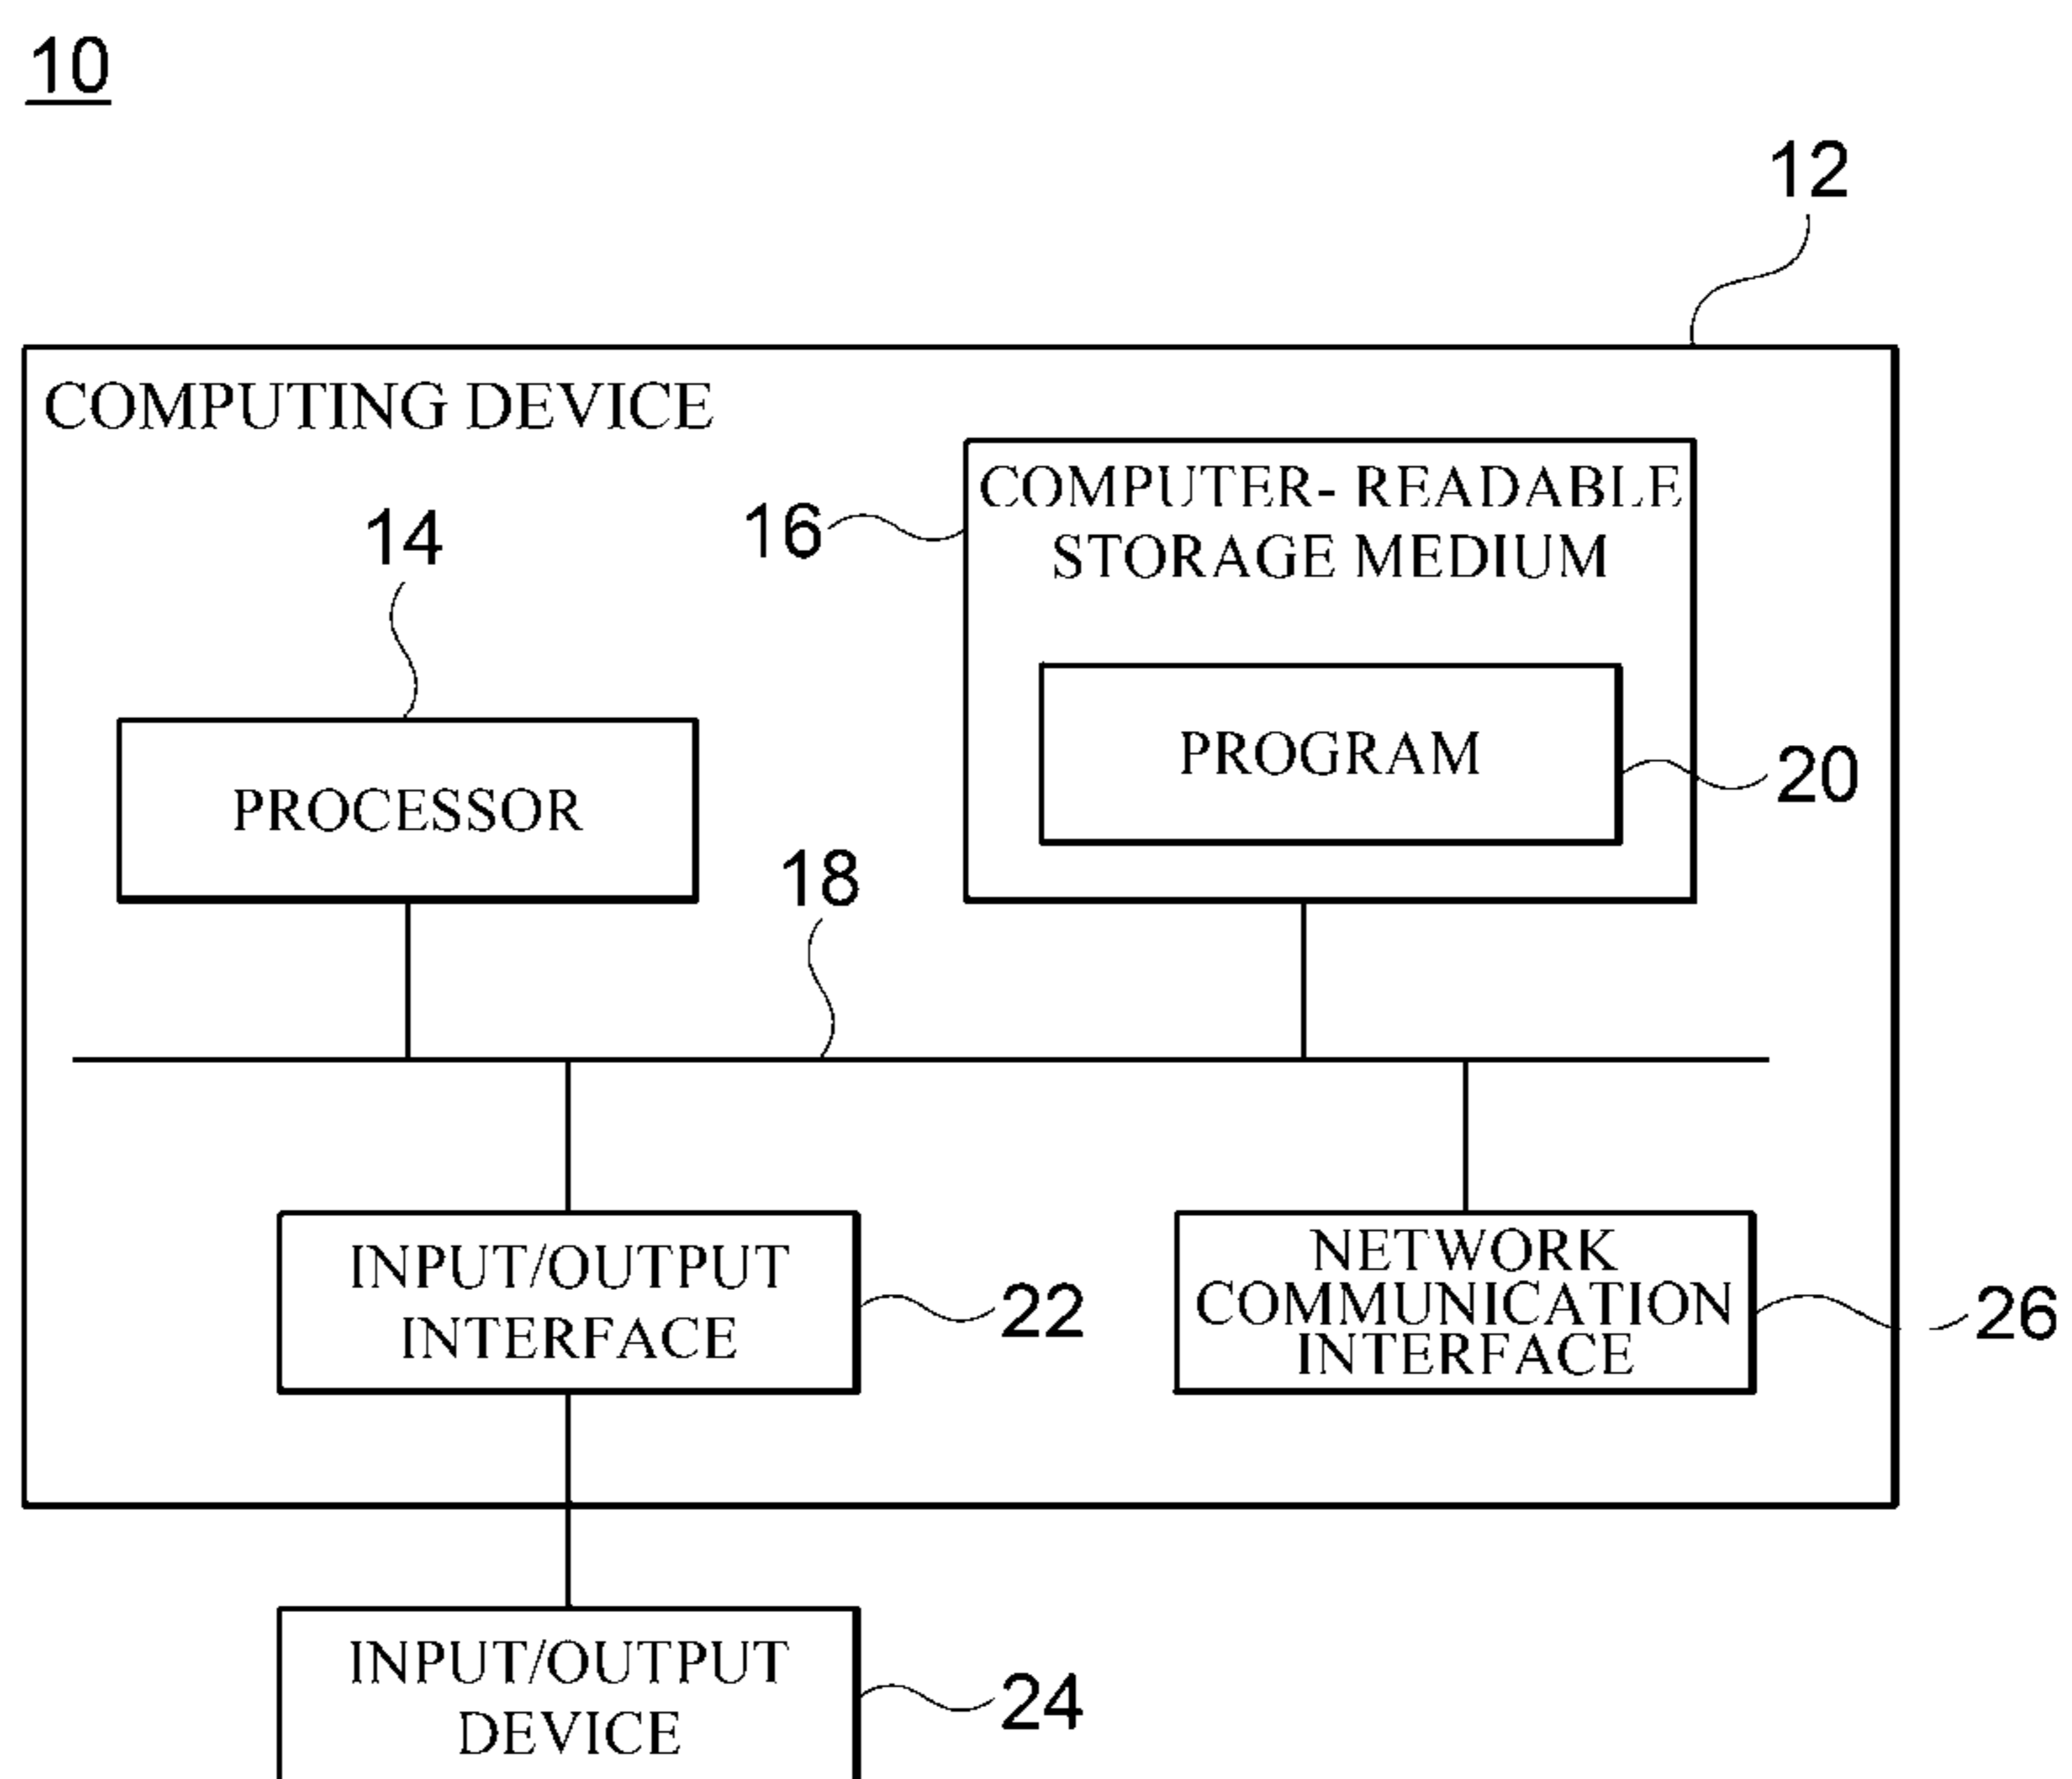 10
12
COMPUTING DEVICE
COMPUTER- READABLE
STORAGE MEDIUM
16
14
PROGRAM
20
PROCESSOR
18
INPUT/OUTPUT
INTERFACE
22
NETWORK
COMMUNICATION
INTERFACE
26
INPUT/OUTPUT
DEVICE
24